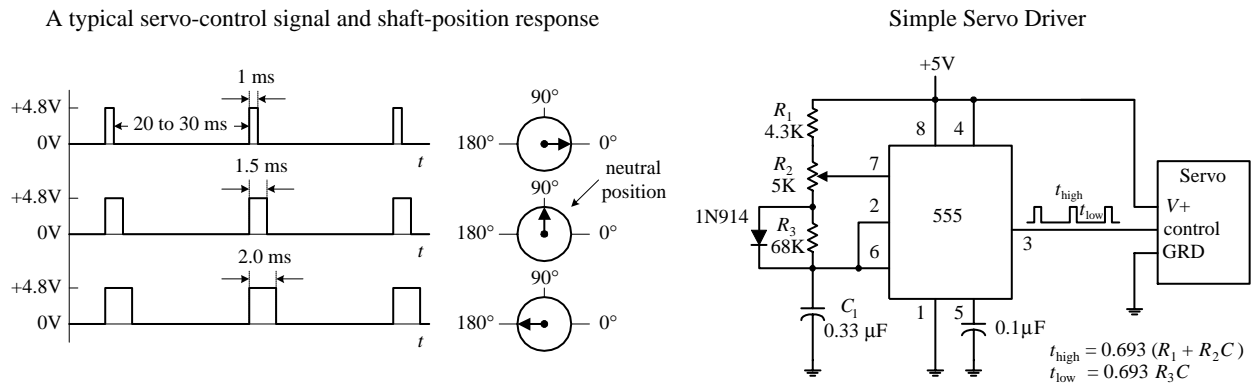 A typical servo-control signal and shaft-position response
+4.8V
0V
1 ms
20 to 30 ms
t
90°
180°
0°
neutral
position
+4.8V
0V
1.5 ms
t
90°
180°
0°
+4.8V
0V
2.0 ms
t
90°
180°
0°
Simple Servo Driver
+5V
R1
4.3K
R2
5K
1N914
R3
68K
C1
0.33 µF
8
4
7
2
6
555
3
1
5
0.1µF
thigh
tlow
Servo
V+
control
GRD
thigh = 0.693 (R1 + R2C)
tlow = 0.693 R3C